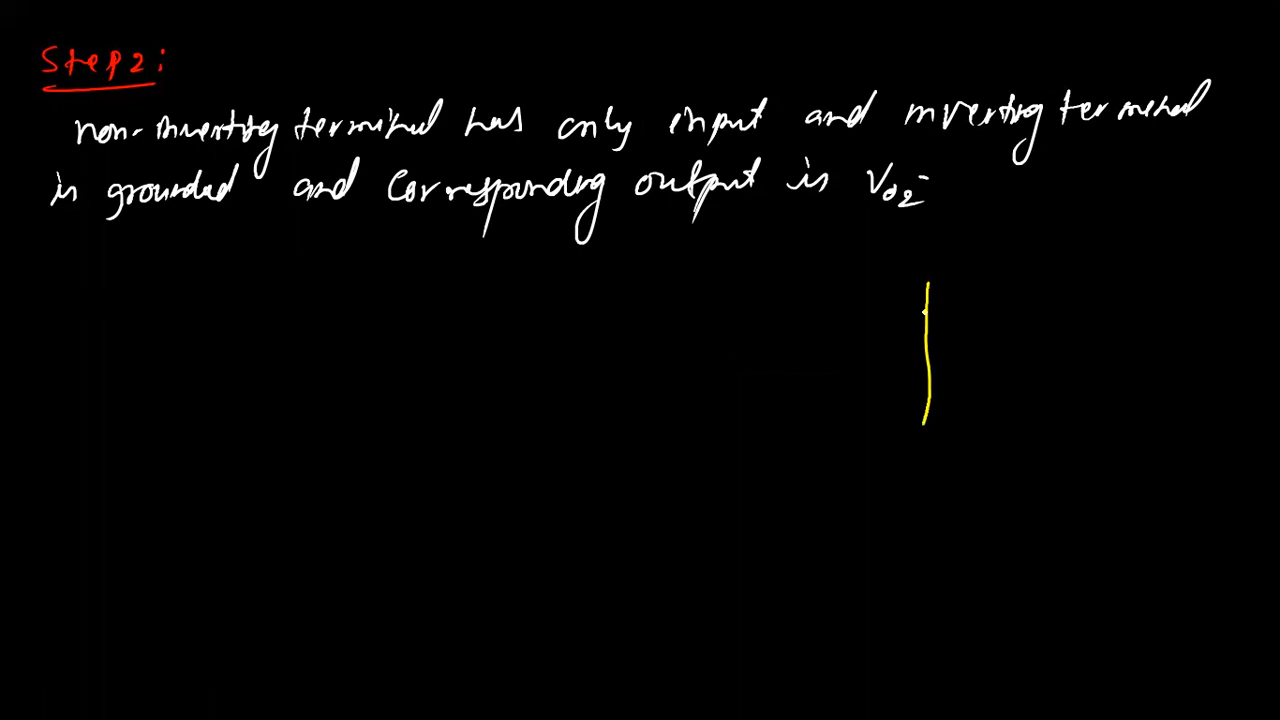 Step 2:
non-inverting terminal has only input and inverting terminal
is grounded and corresponding output is Vo2-